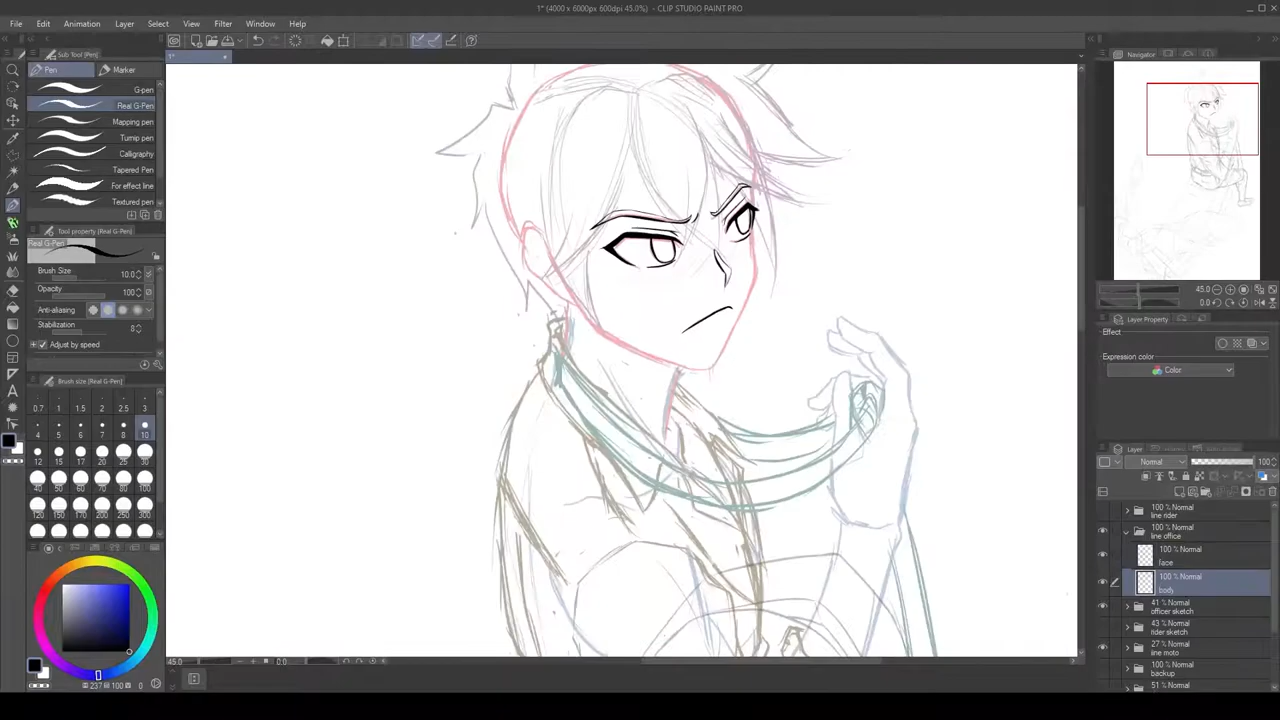 1* (4000 x 6000px 600dpi 45.0%) - CLIP STUDIO PAINT PRO
File Edit Animation Layer Select View Filter Window Help
Sub Tool [Pen]
Pen Marker
G-pen
Real G-Pen
Mapping pen
Turnip pen
Calligraphy
Tapered Pen
For effect line
Textured pen
Tool property [Real G-Pen]
Real G-Pen
Brush Size 10.0
Opacity 100
Anti-aliasing
Stabilization 8
Adjust by speed
Brush size [Real G-Pen]
0.7 1 1.5 2 2.5 3
4 5 6 7 8 10
12 15 17 20 25 30
40 50 60 70 80 100
120 150 170 200 250 300
237 100 0
45.0 0.0
Navigator
45.0
0.0
Layer Property
Effect
Expression color
Color
Layer
Normal 100
100 % Normal
line rider
100 % Normal
line office
100 % Normal
face
100 % Normal
body
41 % Normal
officer sketch
43 % Normal
rider sketch
27 % Normal
line moto
100 % Normal
backup
51 % Normal